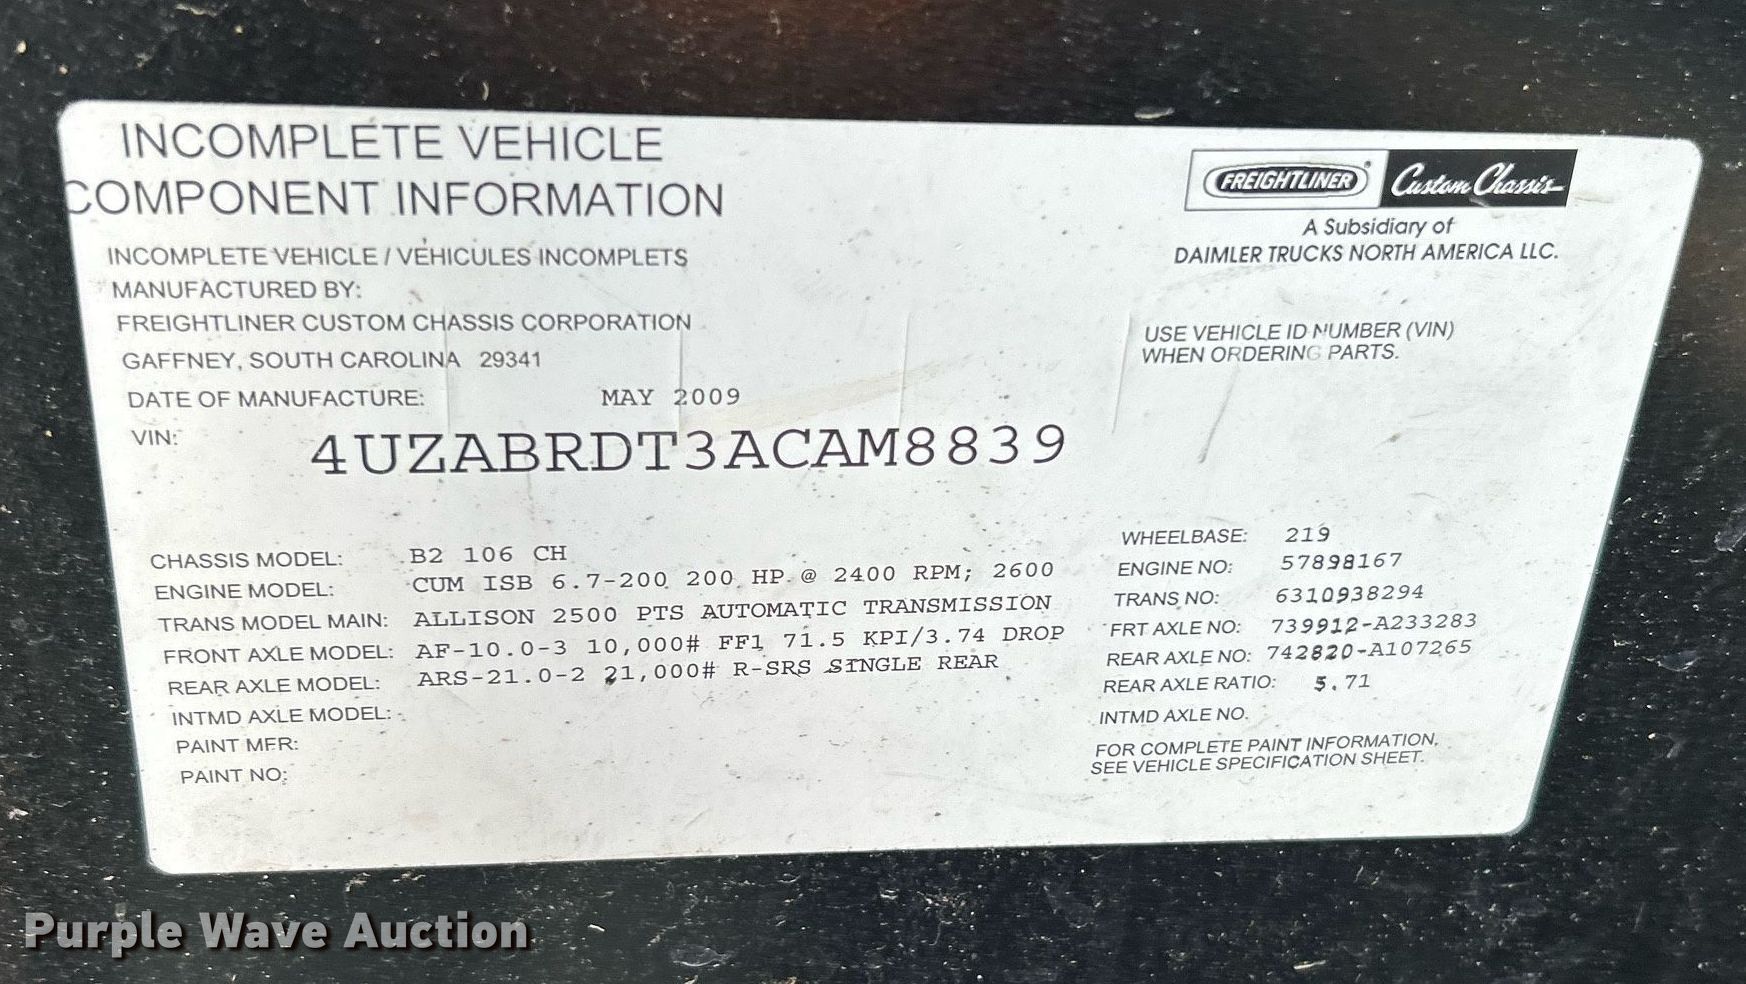 INCOMPLETE VEHICLE
COMPONENT INFORMATION
FREIGHTLINER® Custom Chassis
A Subsidiary of
DAIMLER TRUCKS NORTH AMERICA LLC.
INCOMPLETE VEHICLE / VÉHICULES INCOMPLETS
MANUFACTURED BY:
FREIGHTLINER CUSTOM CHASSIS CORPORATION
GAFFNEY, SOUTH CAROLINA 29341
USE VEHICLE ID NUMBER (VIN)
WHEN ORDERING PARTS.
DATE OF MANUFACTURE: MAY 2009
VIN: 4UZABRDT3ACAM8839
CHASSIS MODEL: B2 106 CH
ENGINE MODEL: CUM ISB 6.7-200 200 HP @ 2400 RPM; 2600
TRANS MODEL MAIN: ALLISON 2500 PTS AUTOMATIC TRANSMISSION
FRONT AXLE MODEL: AF-10.0-3 10,000# FF1 71.5 KPI/3.74 DROP
REAR AXLE MODEL: ARS-21.0-2 21,000# R-SRS SINGLE REAR
INTMD AXLE MODEL:
PAINT MFR:
PAINT NO:
WHEELBASE: 219
ENGINE NO: 57898167
TRANS NO: 6310938294
FRT AXLE NO: 739912-A233283
REAR AXLE NO: 742820-A107265
REAR AXLE RATIO: 5.71
INTMD AXLE NO.
FOR COMPLETE PAINT INFORMATION,
SEE VEHICLE SPECIFICATION SHEET.
Purple Wave Auction